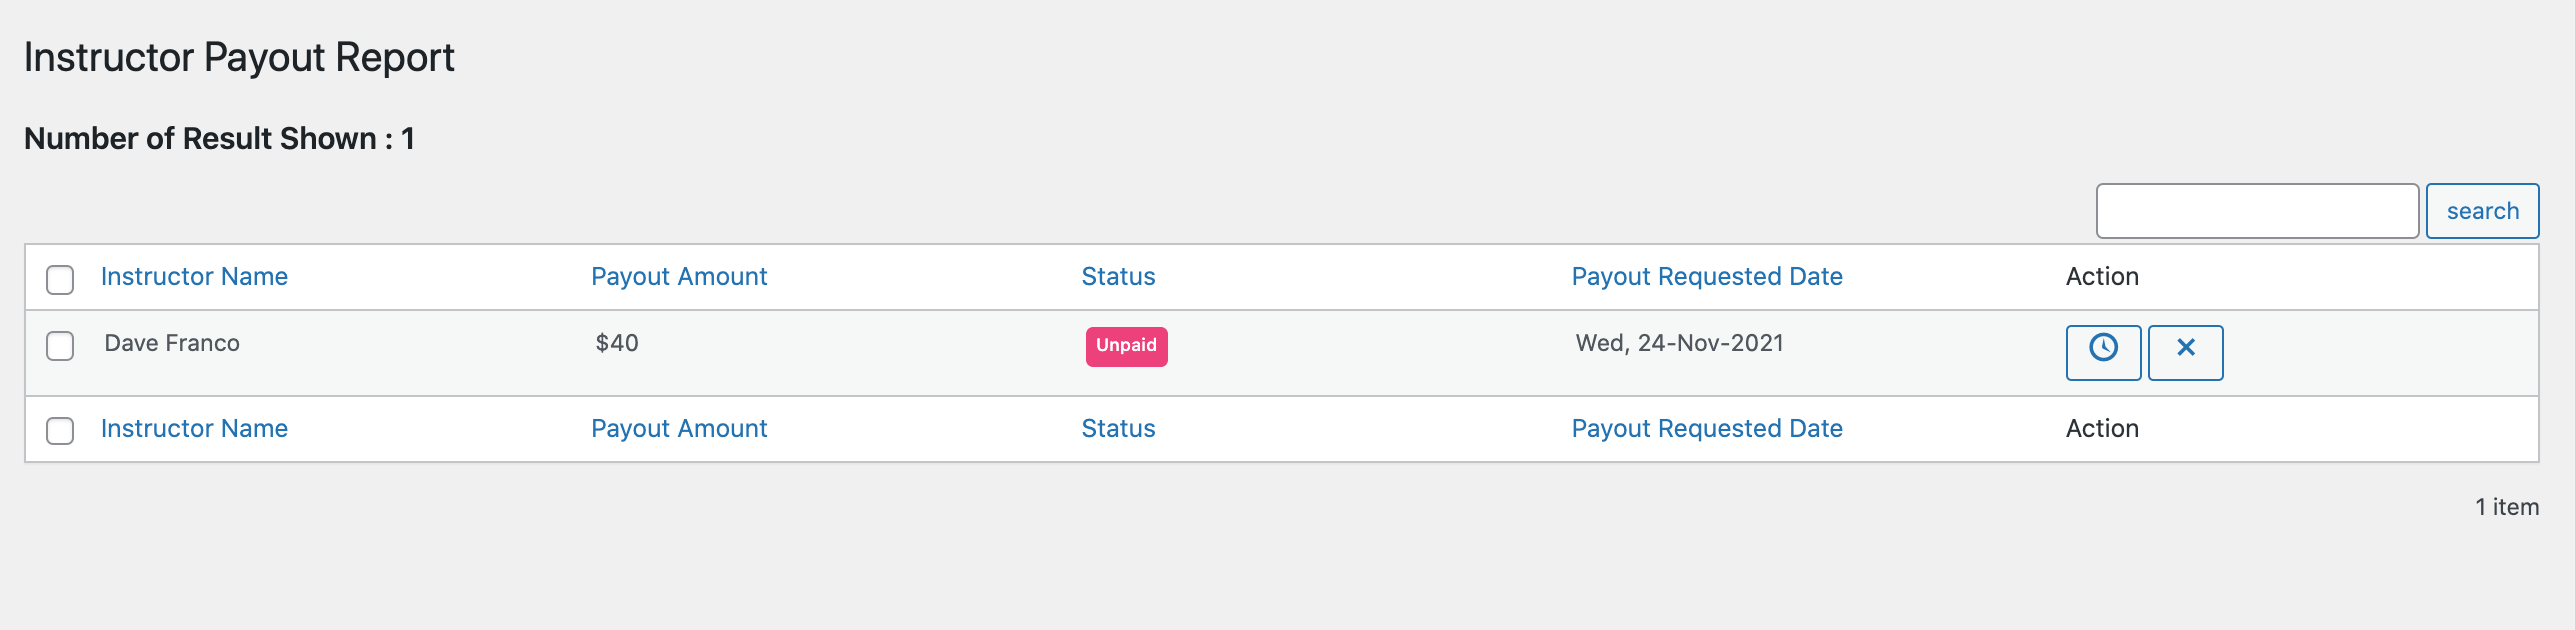 Instructor Payout Report
Number of Result Shown : 1
search
Instructor Name Payout Amount Status Payout Requested Date Action
Dave Franco $40 Unpaid Wed, 24-Nov-2021
Instructor Name Payout Amount Status Payout Requested Date Action
1 item